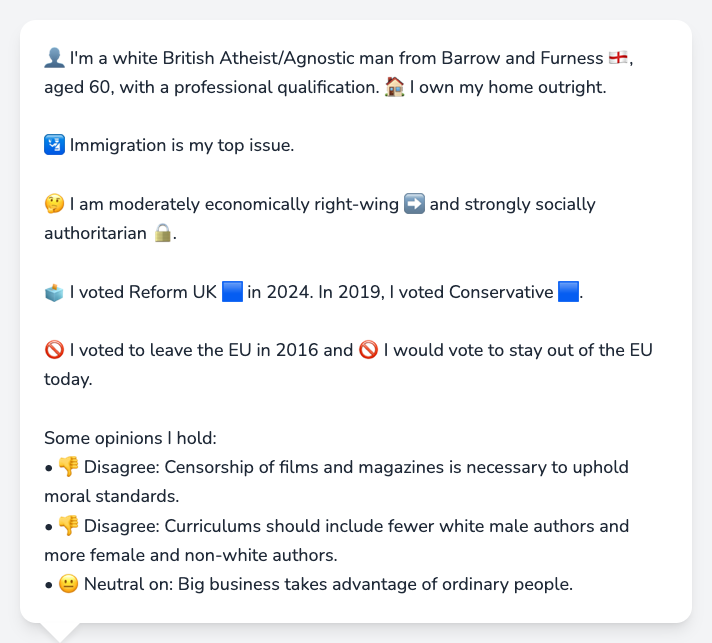 👤 I'm a white British Atheist/Agnostic man from Barrow and Furness 🏴󠁧󠁢󠁥󠁮󠁧󠁿,
aged 60, with a professional qualification. 🏠 I own my home outright.
🛂 Immigration is my top issue.
🤔 I am moderately economically right-wing ➡️ and strongly socially
authoritarian 🔒.
🗳️ I voted Reform UK 🟦 in 2024. In 2019, I voted Conservative 🟦.
🚫 I voted to leave the EU in 2016 and 🚫 I would vote to stay out of the EU
today.
Some opinions I hold:
• 👎 Disagree: Censorship of films and magazines is necessary to uphold
moral standards.
• 👎 Disagree: Curriculums should include fewer white male authors and
more female and non-white authors.
• 😐 Neutral on: Big business takes advantage of ordinary people.